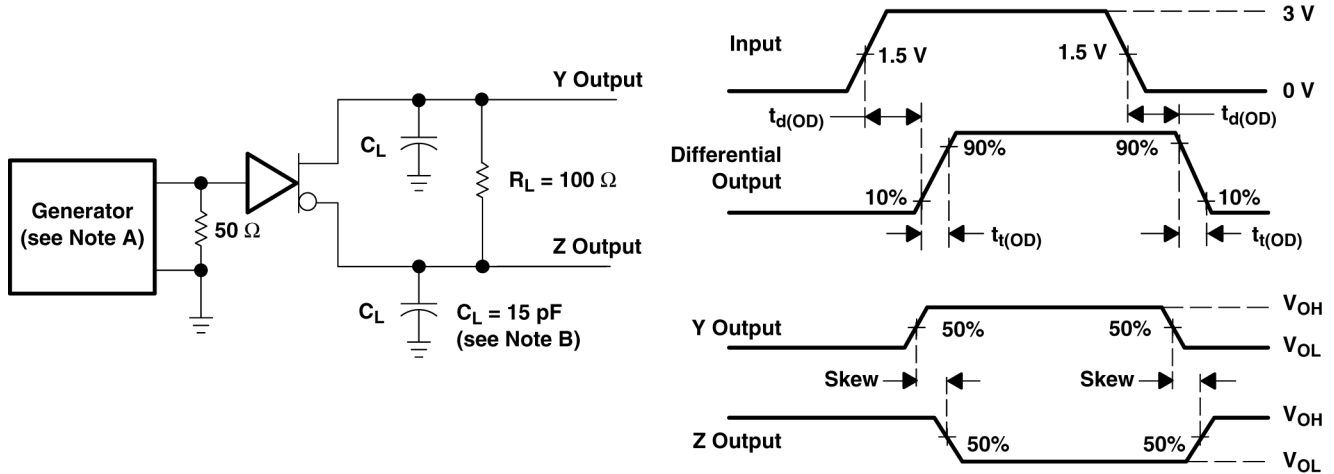 Generator
(see Note A)
50 Ω
C_L
Y Output
R_L = 100 Ω
Z Output
C_L
C_L = 15 pF
(see Note B)
Input
1.5 V
1.5 V
3 V
0 V
t_d(OD)
t_d(OD)
Differential
Output
10%
90%
90%
10%
t_t(OD)
t_t(OD)
Y Output
50%
50%
V_OH
V_OL
Skew
Skew
Z Output
50%
50%
V_OH
V_OL